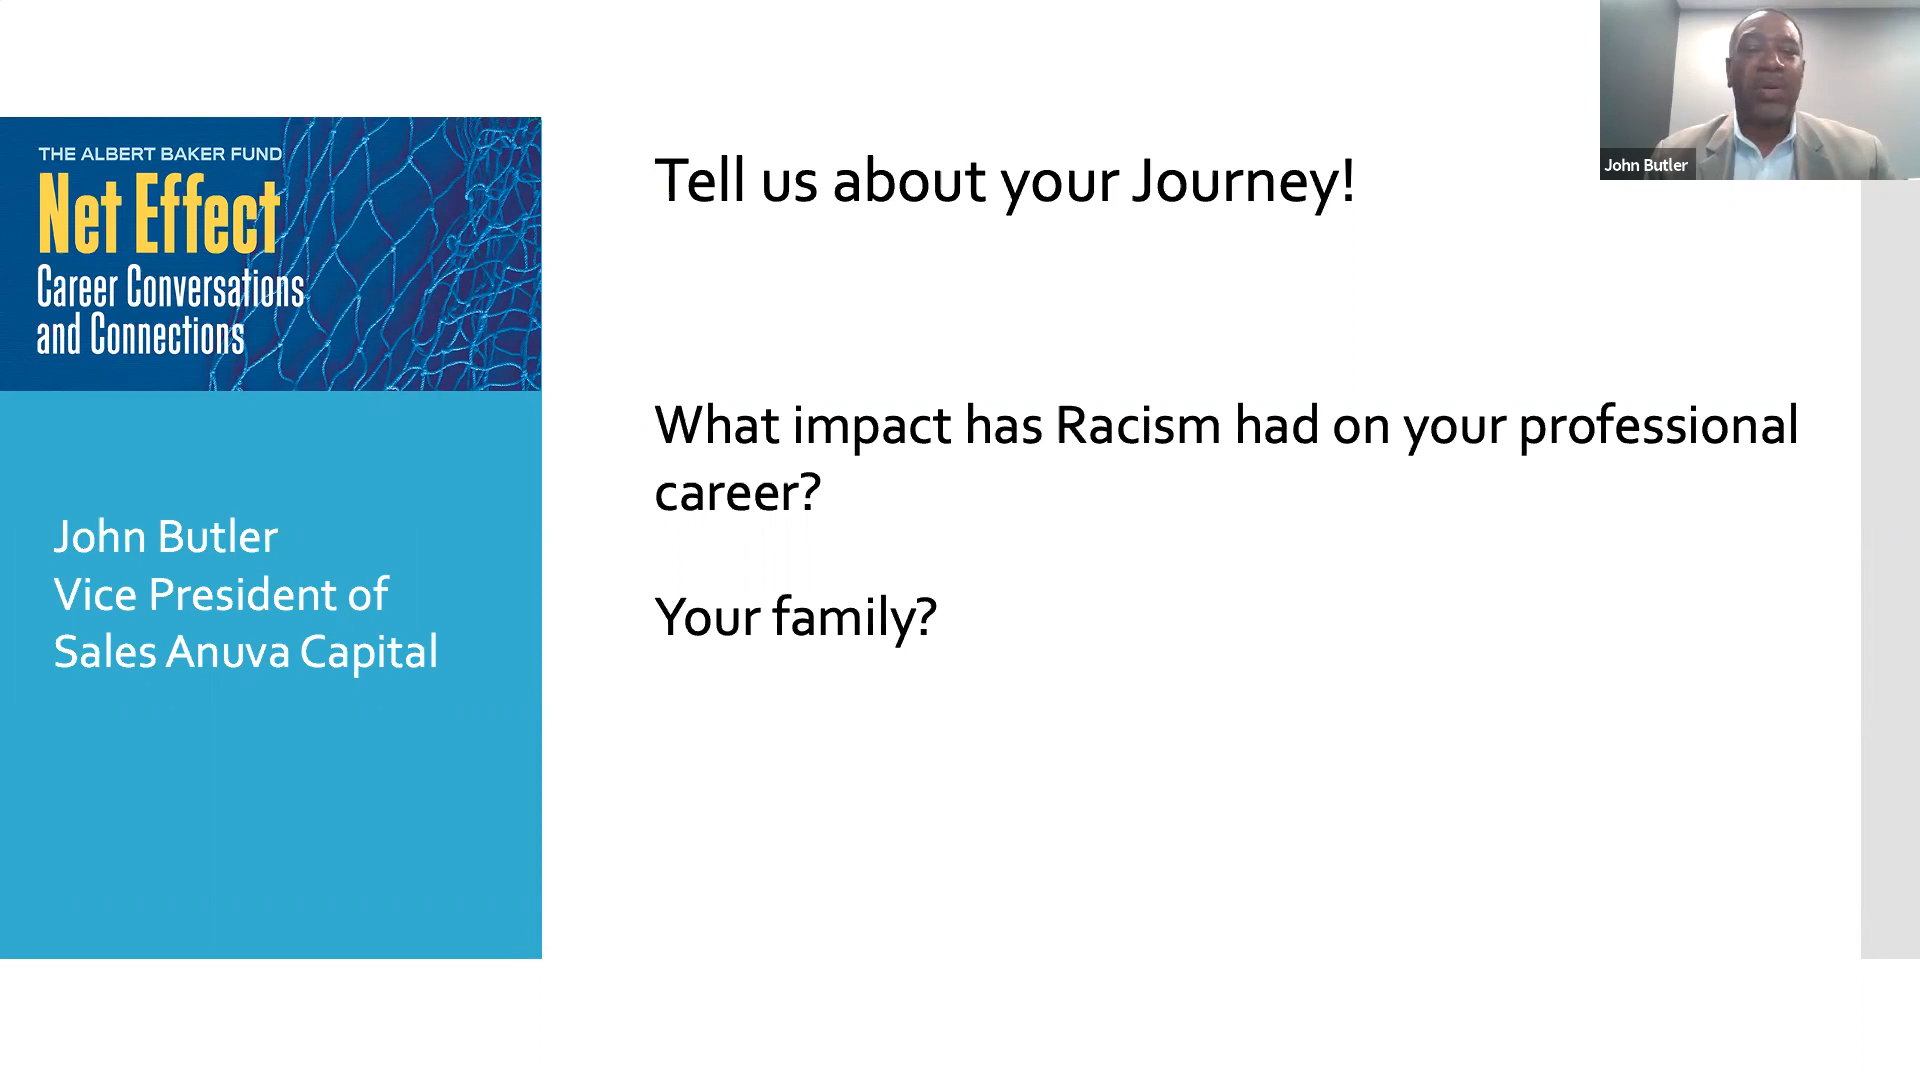 THE ALBERT BAKER FUND
Net Effect
Career Conversations
and Connections
John Butler
Vice President of
Sales Anuva Capital
Tell us about your Journey!
What impact has Racism had on your professional
career?
Your family?
John Butler